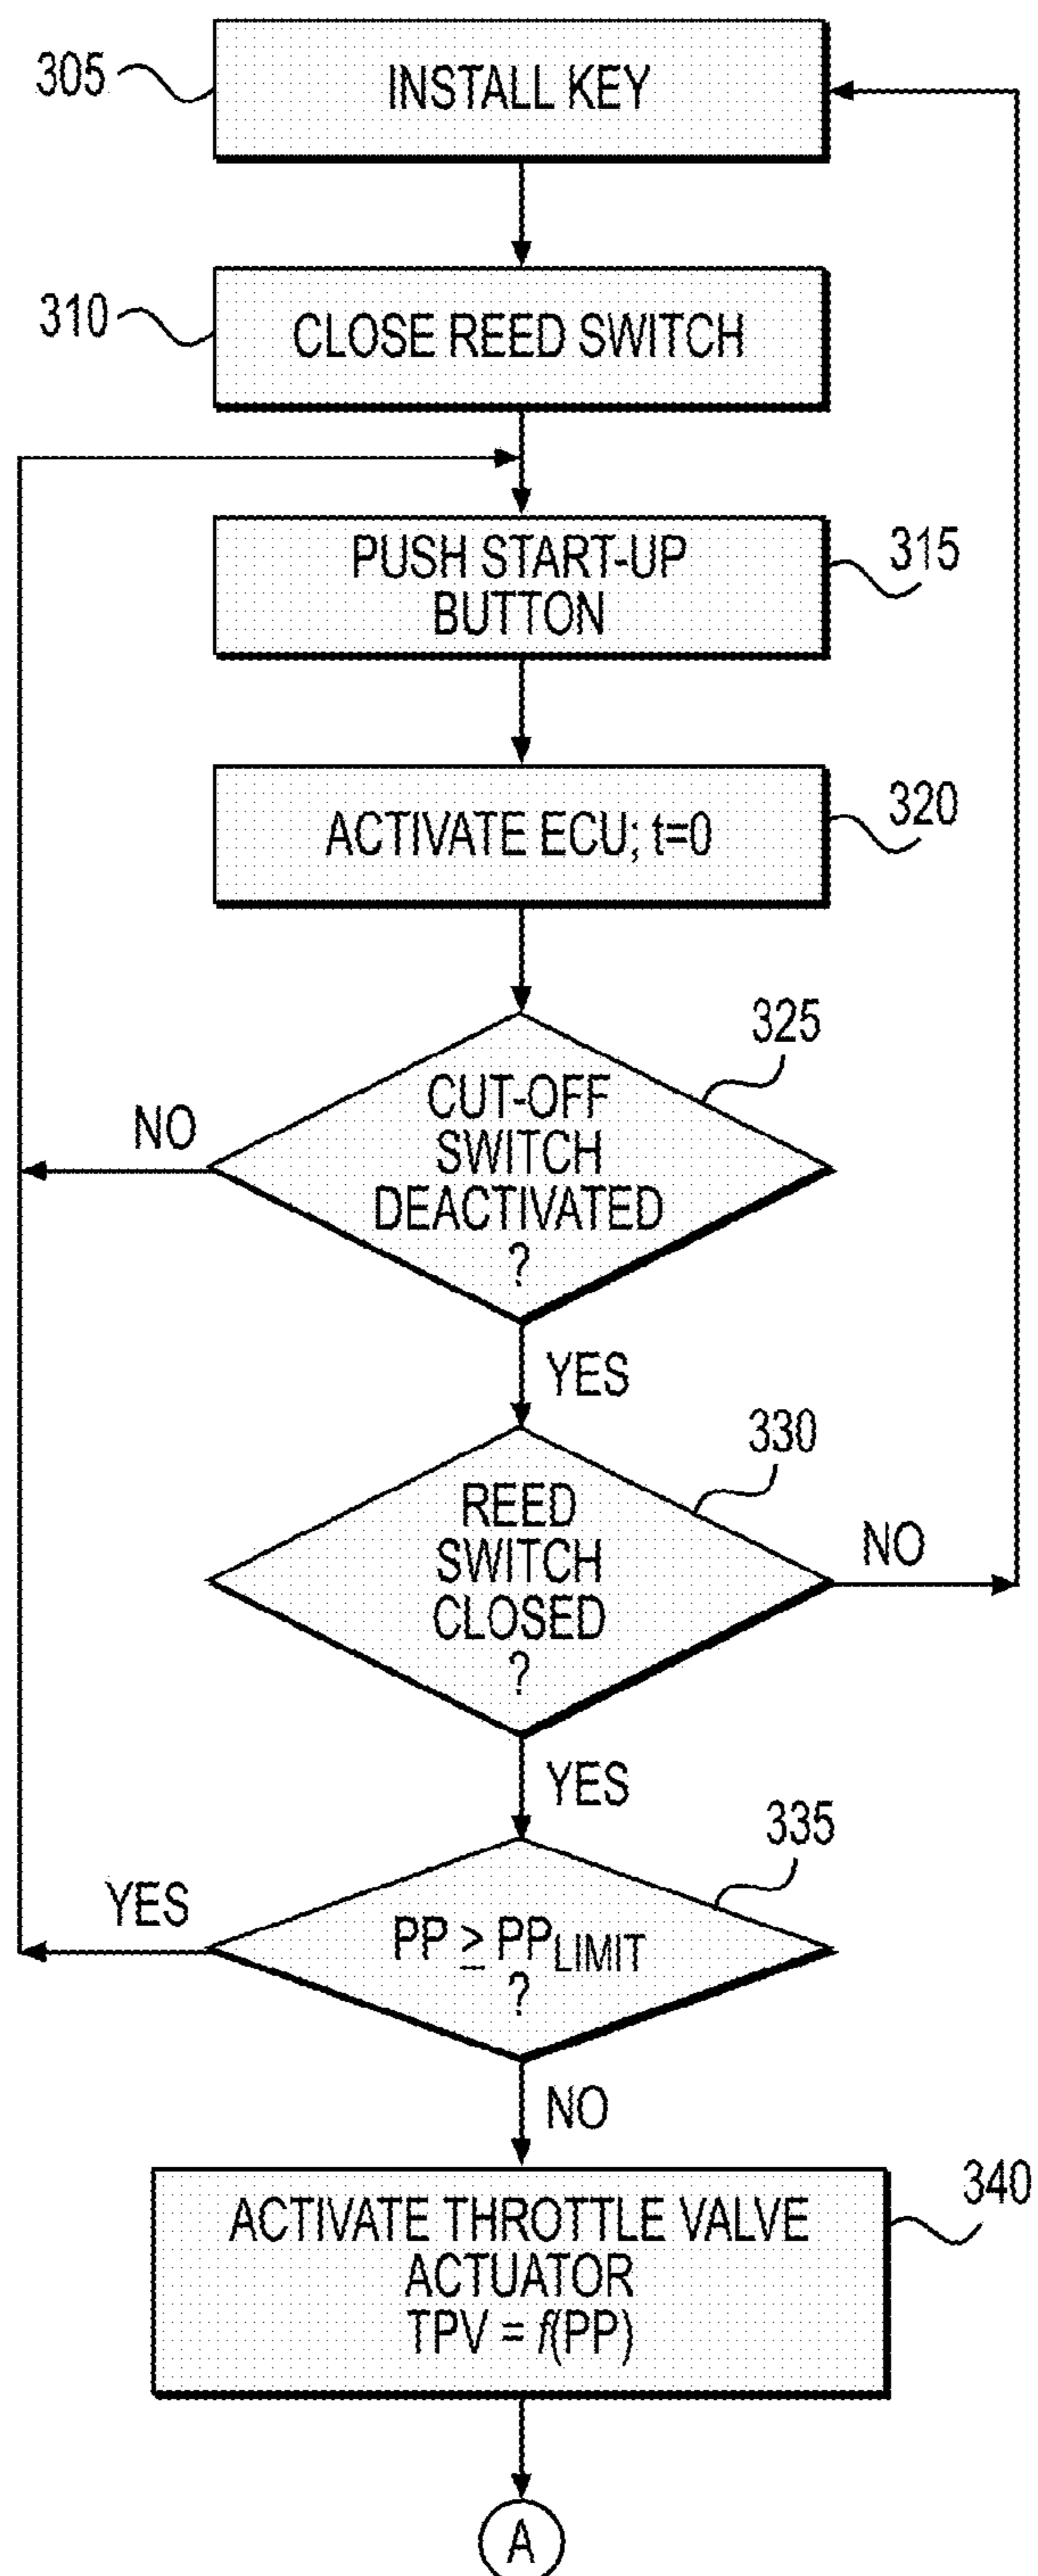 305
INSTALL KEY
310
CLOSE REED SWITCH
PUSH START-UP
BUTTON
315
ACTIVATE ECU; t=0
320
325
CUT-OFF
SWITCH
DEACTIVATED
?
NO
YES
330
REED
SWITCH
CLOSED
?
NO
YES
335
YES
PP ≥ PPLIMIT
?
NO
340
ACTIVATE THROTTLE VALVE
ACTUATOR
TPV = f(PP)
A